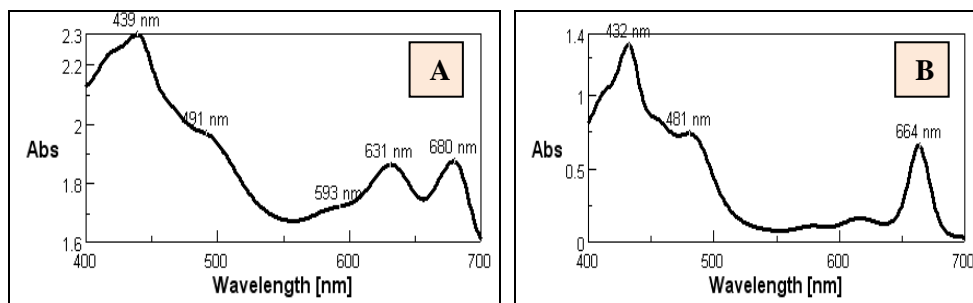 439 nm
2.3
2.2
2
1.8
1.6
Abs
491 nm
593 nm
631 nm
680 nm
A
400
500
600
700
Wavelength [nm]
432 nm
1.4
1
0.5
0
Abs
481 nm
664 nm
B
400
500
600
700
Wavelength [nm]